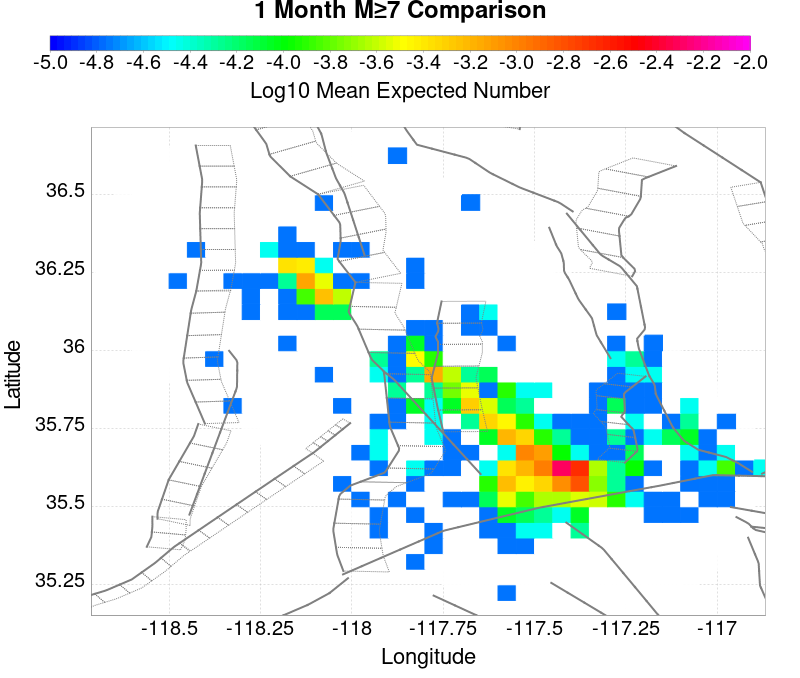 1 Month M≥7 Comparison
-5.0 -4.8 -4.6 -4.4 -4.2 -4.0 -3.8 -3.6 -3.4 -3.2 -3.0 -2.8 -2.6 -2.4 -2.2 -2.0
Log10 Mean Expected Number
36.5
36.25
36
35.75
35.5
35.25
Latitude
-118.5 -118.25 -118 -117.75 -117.5 -117.25 -117
Longitude